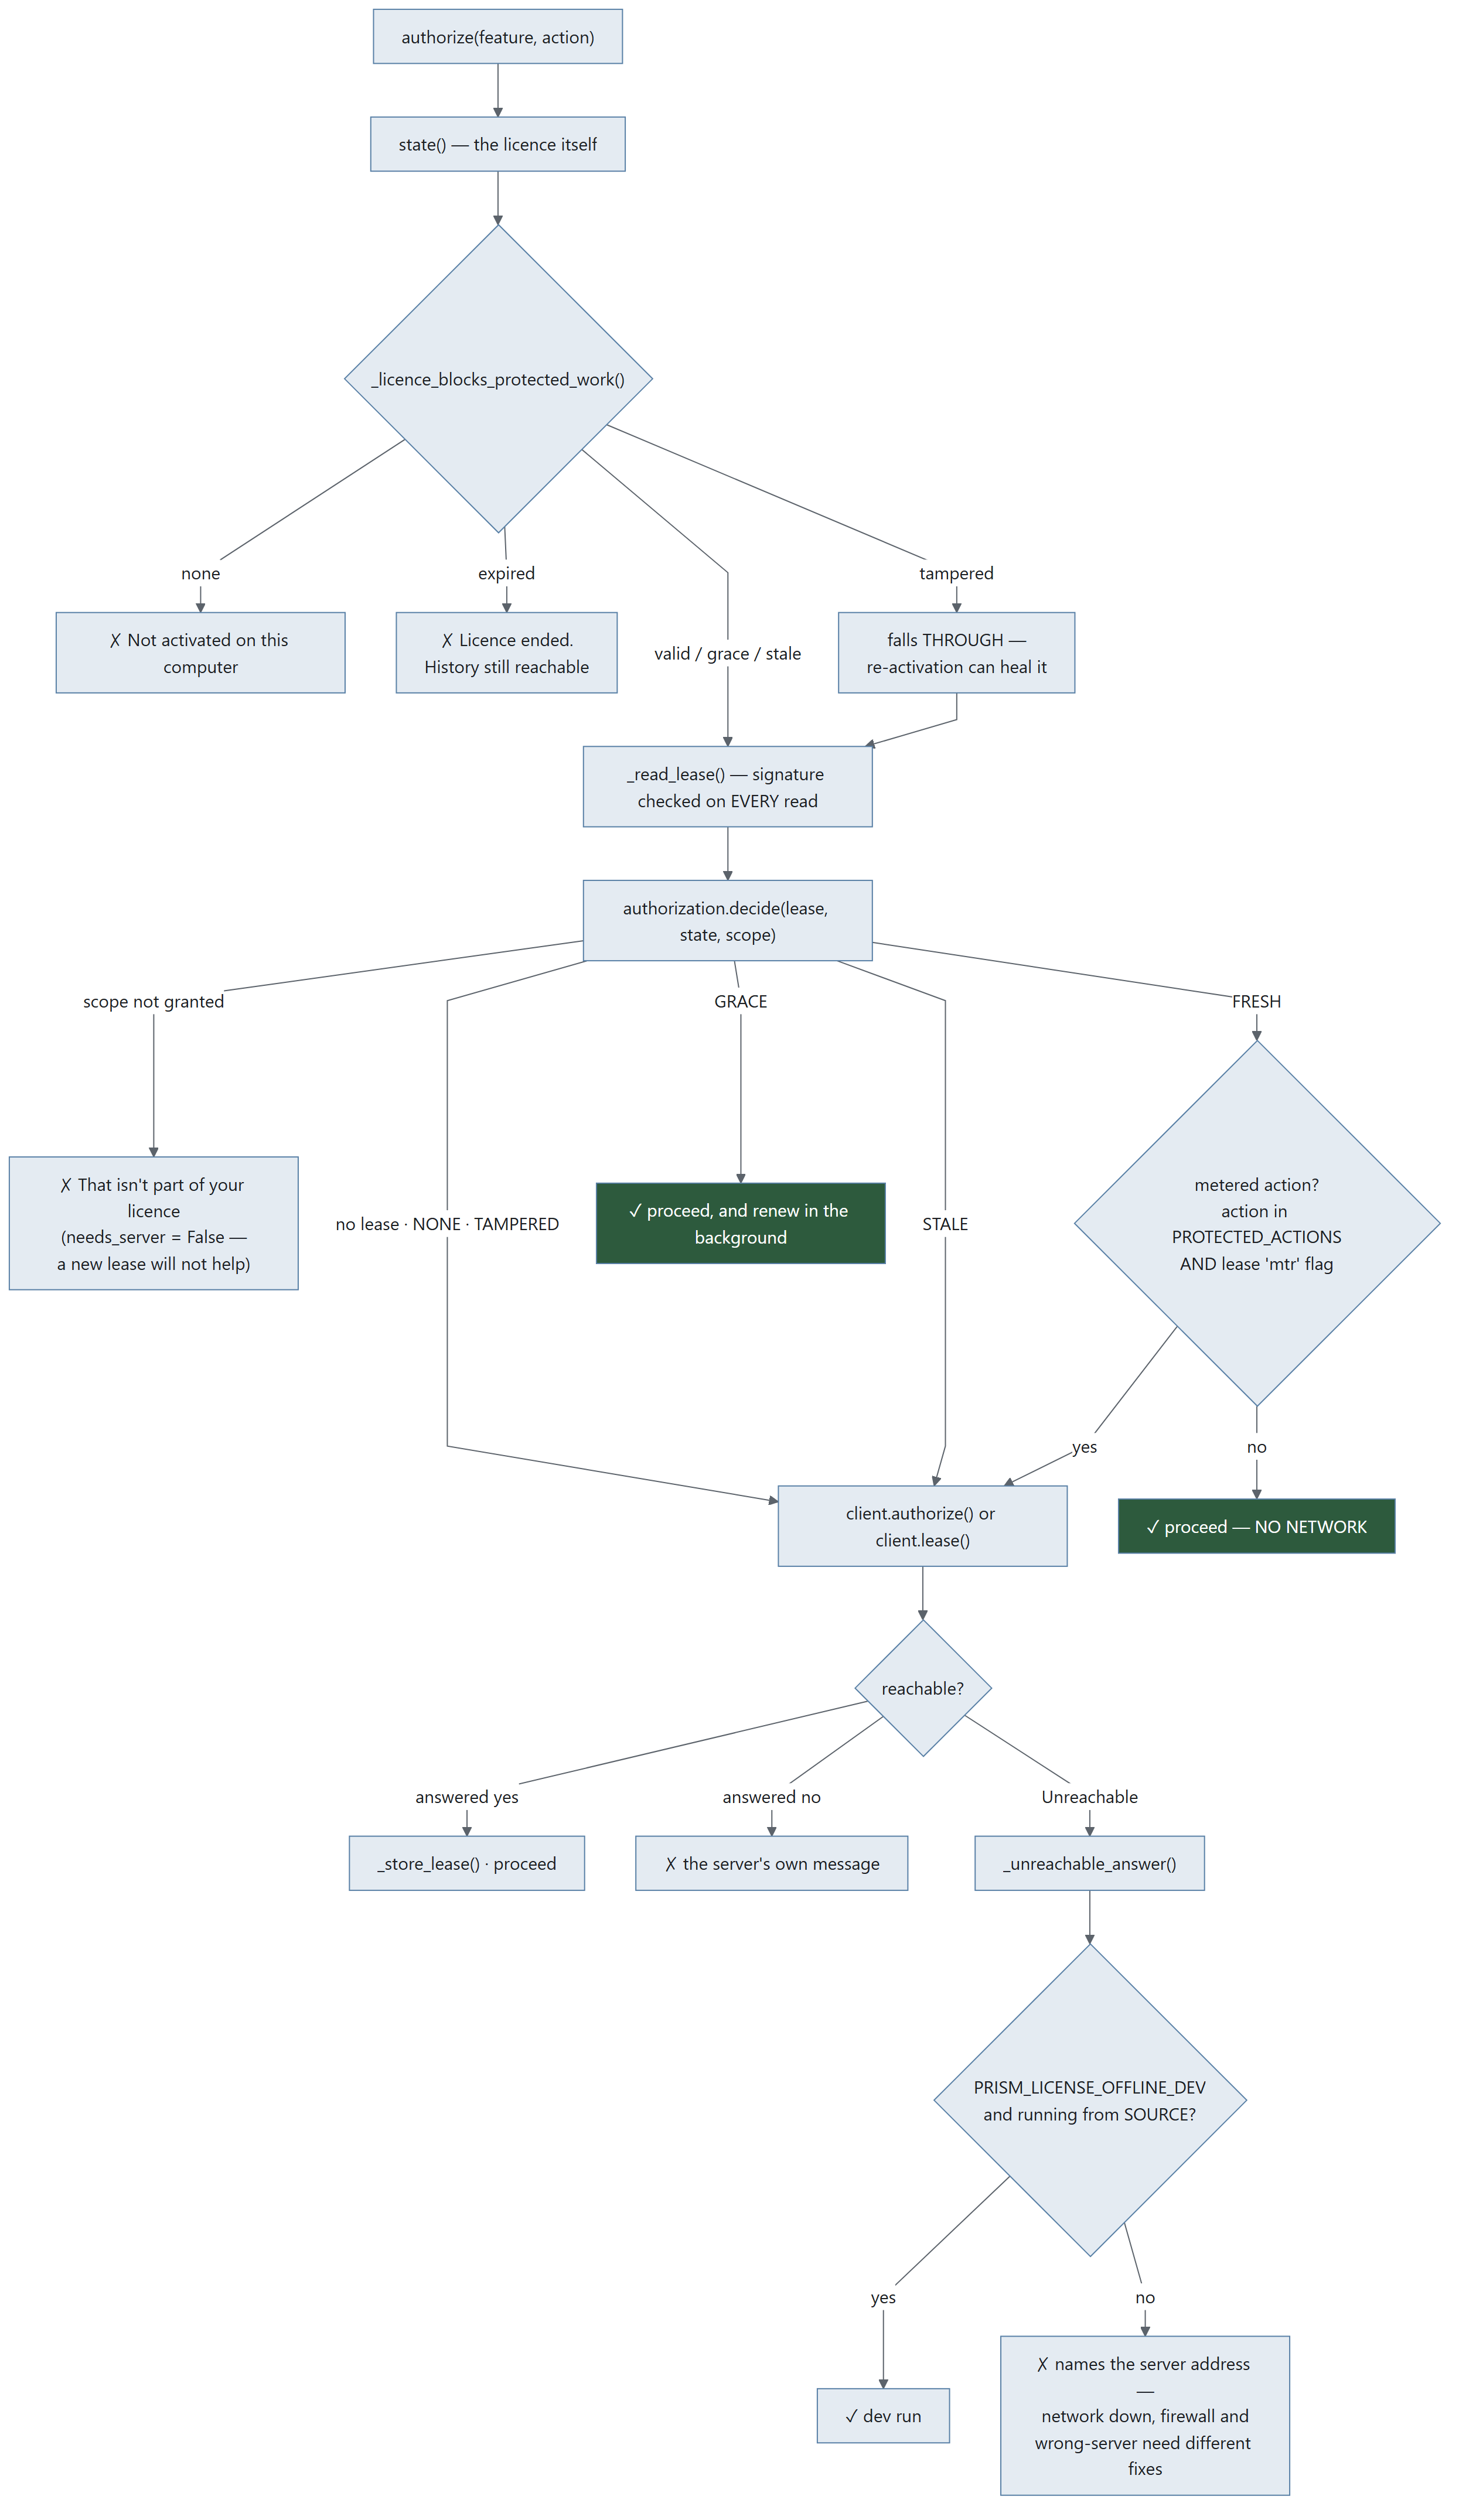 authorize(feature, action)
state() — the licence itself
_licence_blocks_protected_work()
none
expired
tampered
✗ Not activated on this
computer
✗ Licence ended.
History still reachable
valid / grace / stale
falls THROUGH —
re-activation can heal it
_read_lease() — signature
checked on EVERY read
authorization.decide(lease,
state, scope)
scope not granted
GRACE
FRESH
✗ That isn't part of your
licence
(needs_server = False —
a new lease will not help)
no lease · NONE · TAMPERED
✓ proceed, and renew in the
background
STALE
metered action?
action in
PROTECTED_ACTIONS
AND lease 'mtr' flag
yes
no
client.authorize() or
client.lease()
✓ proceed — NO NETWORK
reachable?
answered yes
answered no
Unreachable
_store_lease() · proceed
✗ the server's own message
_unreachable_answer()
PRISM_LICENSE_OFFLINE_DEV
and running from SOURCE?
yes
no
✓ dev run
✗ names the server address
—
network down, firewall and
wrong-server need different
fixes